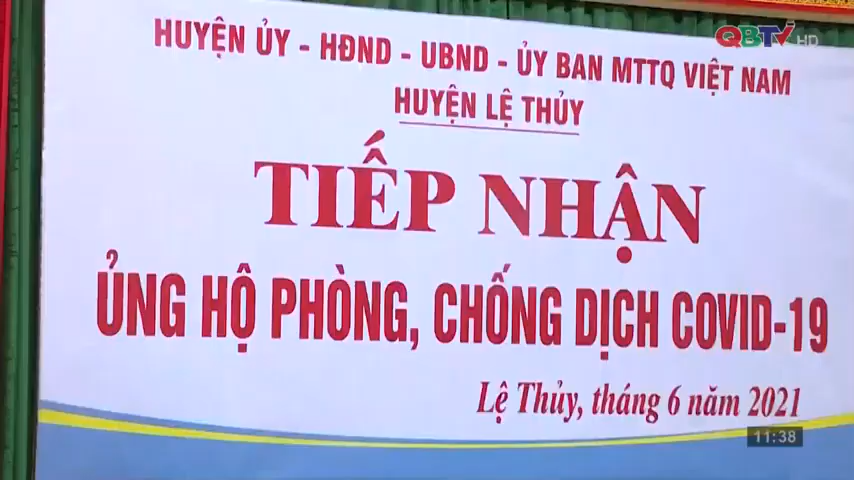 QBTV HD
HUYỆN ỦY - HĐND - UBND - ỦY BAN MTTQ VIỆT NAM
HUYỆN LỆ THỦY
TIẾP NHẬN
ỦNG HỘ PHÒNG, CHỐNG DỊCH COVID-19
Lệ Thủy, tháng 6 năm 2021
11:38